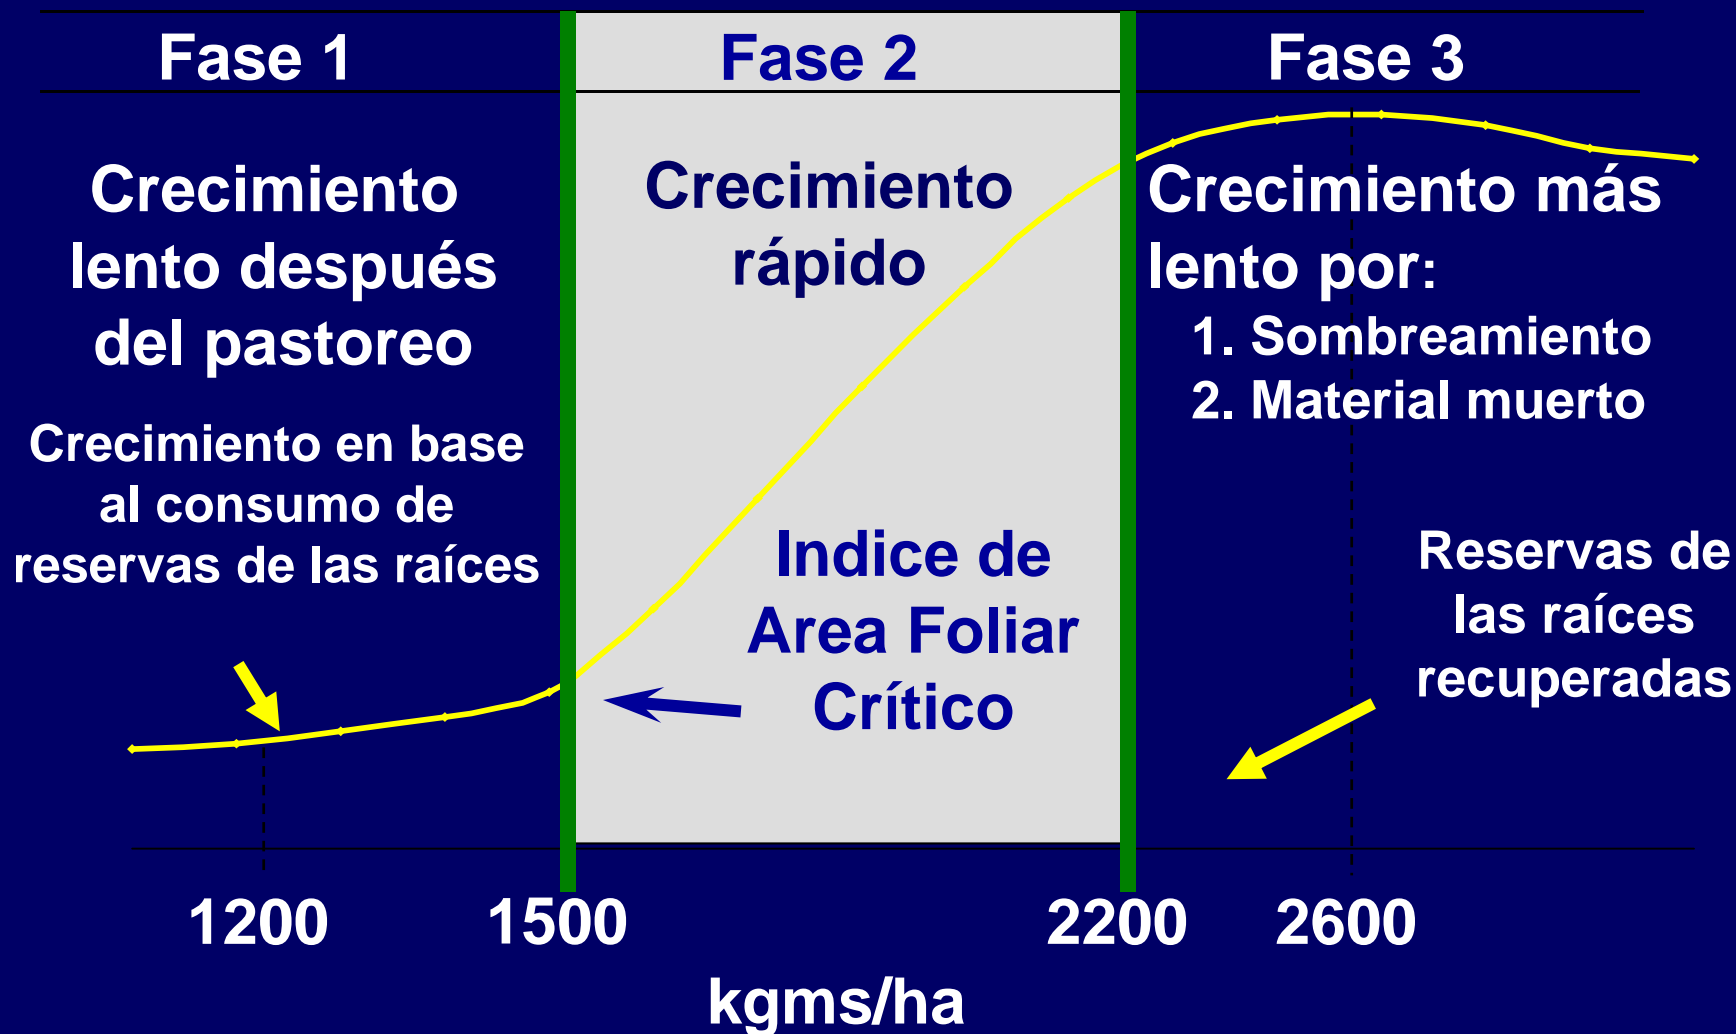 Fase 1
Fase 2
Fase 3
Crecimiento
lento después
del pastoreo
Crecimiento en base
al consumo de
reservas de las raíces
Crecimiento
rápido
Indice de
Area Foliar
Crítico
Crecimiento más
lento por:
1. Sombreamiento
2. Material muerto
Reservas de
las raíces
recuperadas
1200
1500
2200
2600
kgms/ha